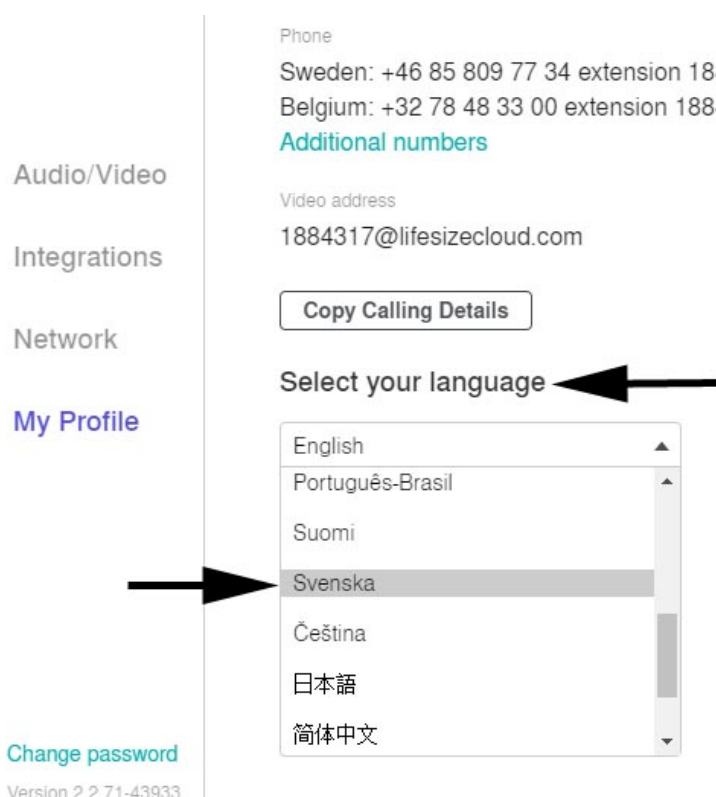 Phone
Sweden: +46 85 809 77 34 extension 188
Belgium: +32 78 48 33 00 extension 188
Additional numbers
Video address
1884317@lifesizecloud.com
Copy Calling Details
Select your language
English
Português-Brasil
Suomi
Svenska
Čeština
日本語
简体中文
Audio/Video
Integrations
Network
My Profile
Change password
Version 2.2.71-43933